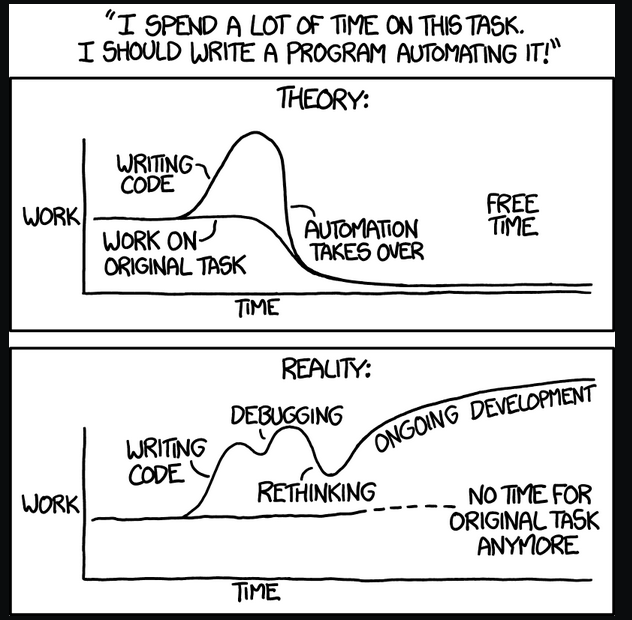 "I SPEND A LOT OF TIME ON THIS TASK.
I SHOULD WRITE A PROGRAM AUTOMATING IT!"
THEORY:
WRITING
CODE
WORK
WORK ON
ORIGINAL TASK
AUTOMATION
TAKES OVER
FREE
TIME
TIME
REALITY:
DEBUGGING
WRITING
CODE
RETHINKING
ONGOING DEVELOPMENT
WORK
NO TIME FOR
ORIGINAL TASK
ANYMORE
TIME